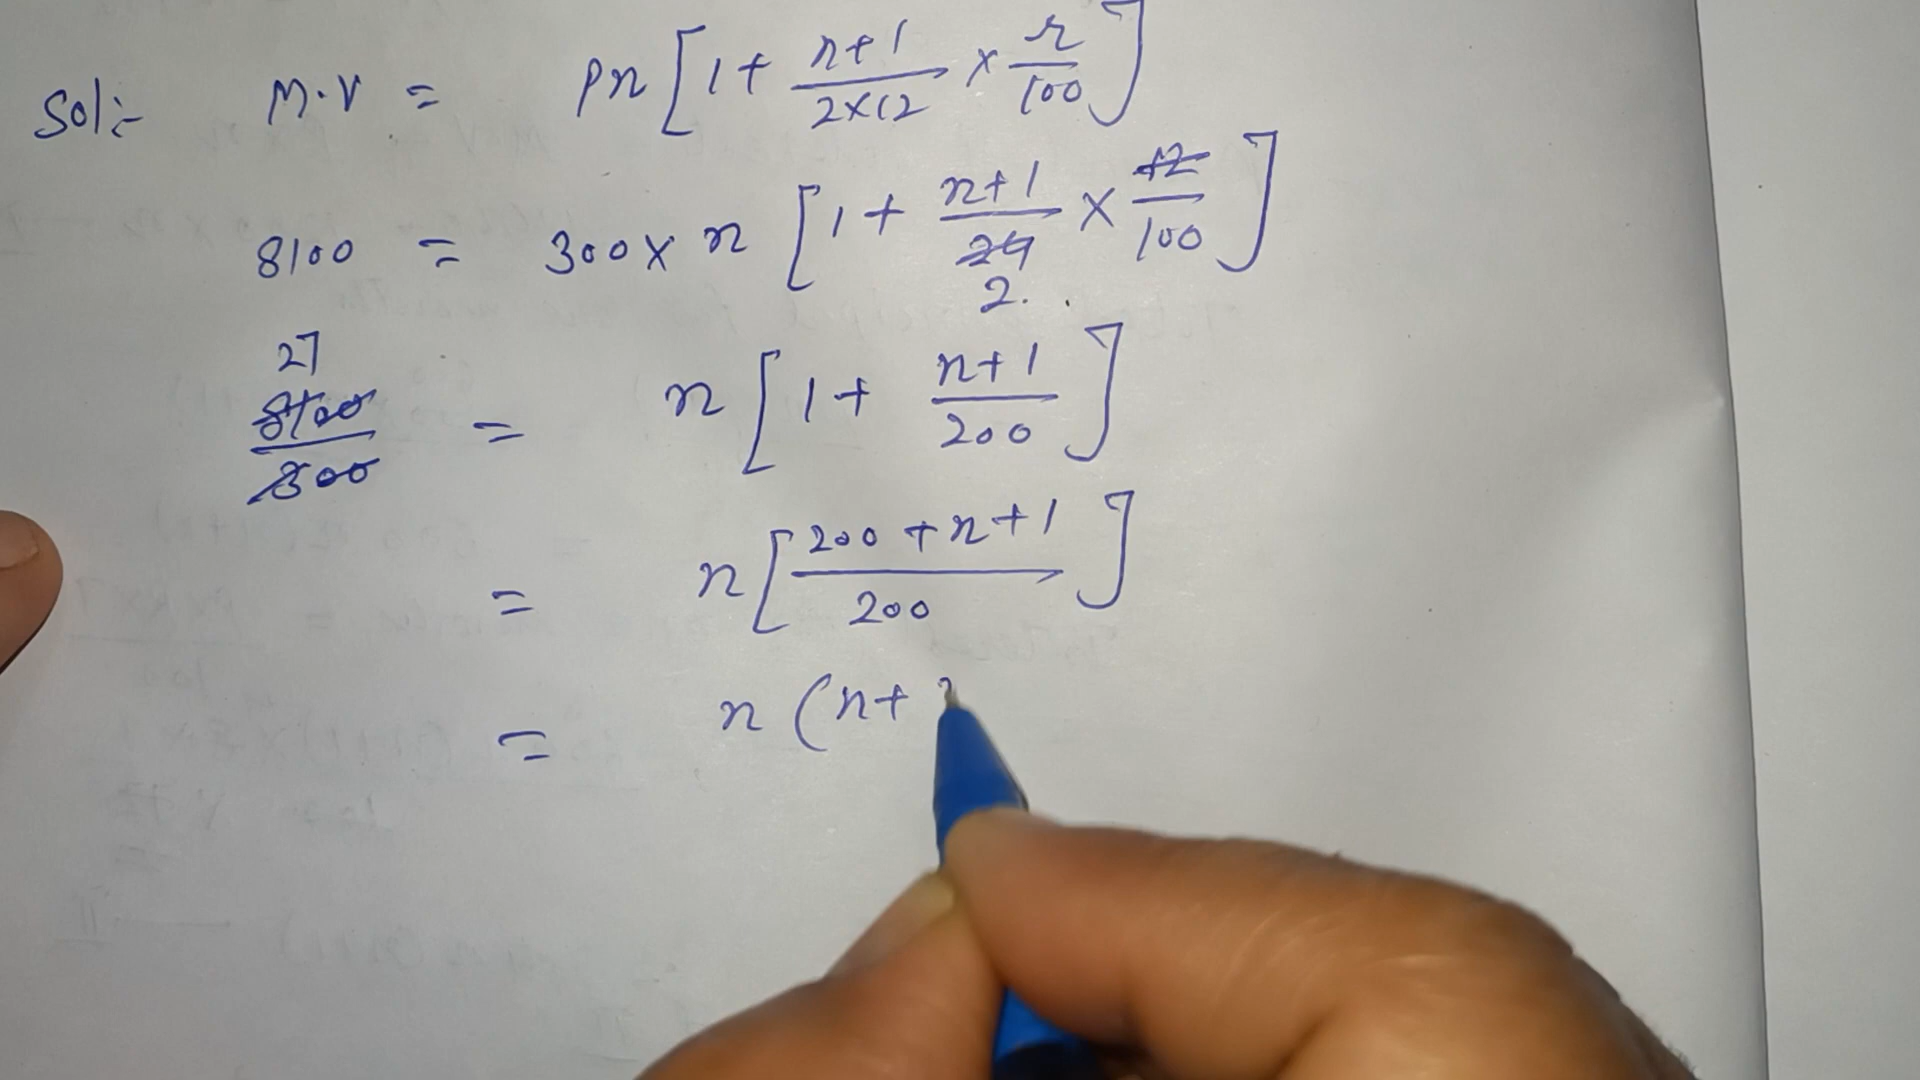 Sol:- M.V = Pn [1 + n+1/2×12 × r/100]
8100 = 300 × n [1 + n+1/24 × 12/100]
2.
27
8100/300 = n [1 + n+1/200]
= n [200 + n + 1/200]
= n (n +